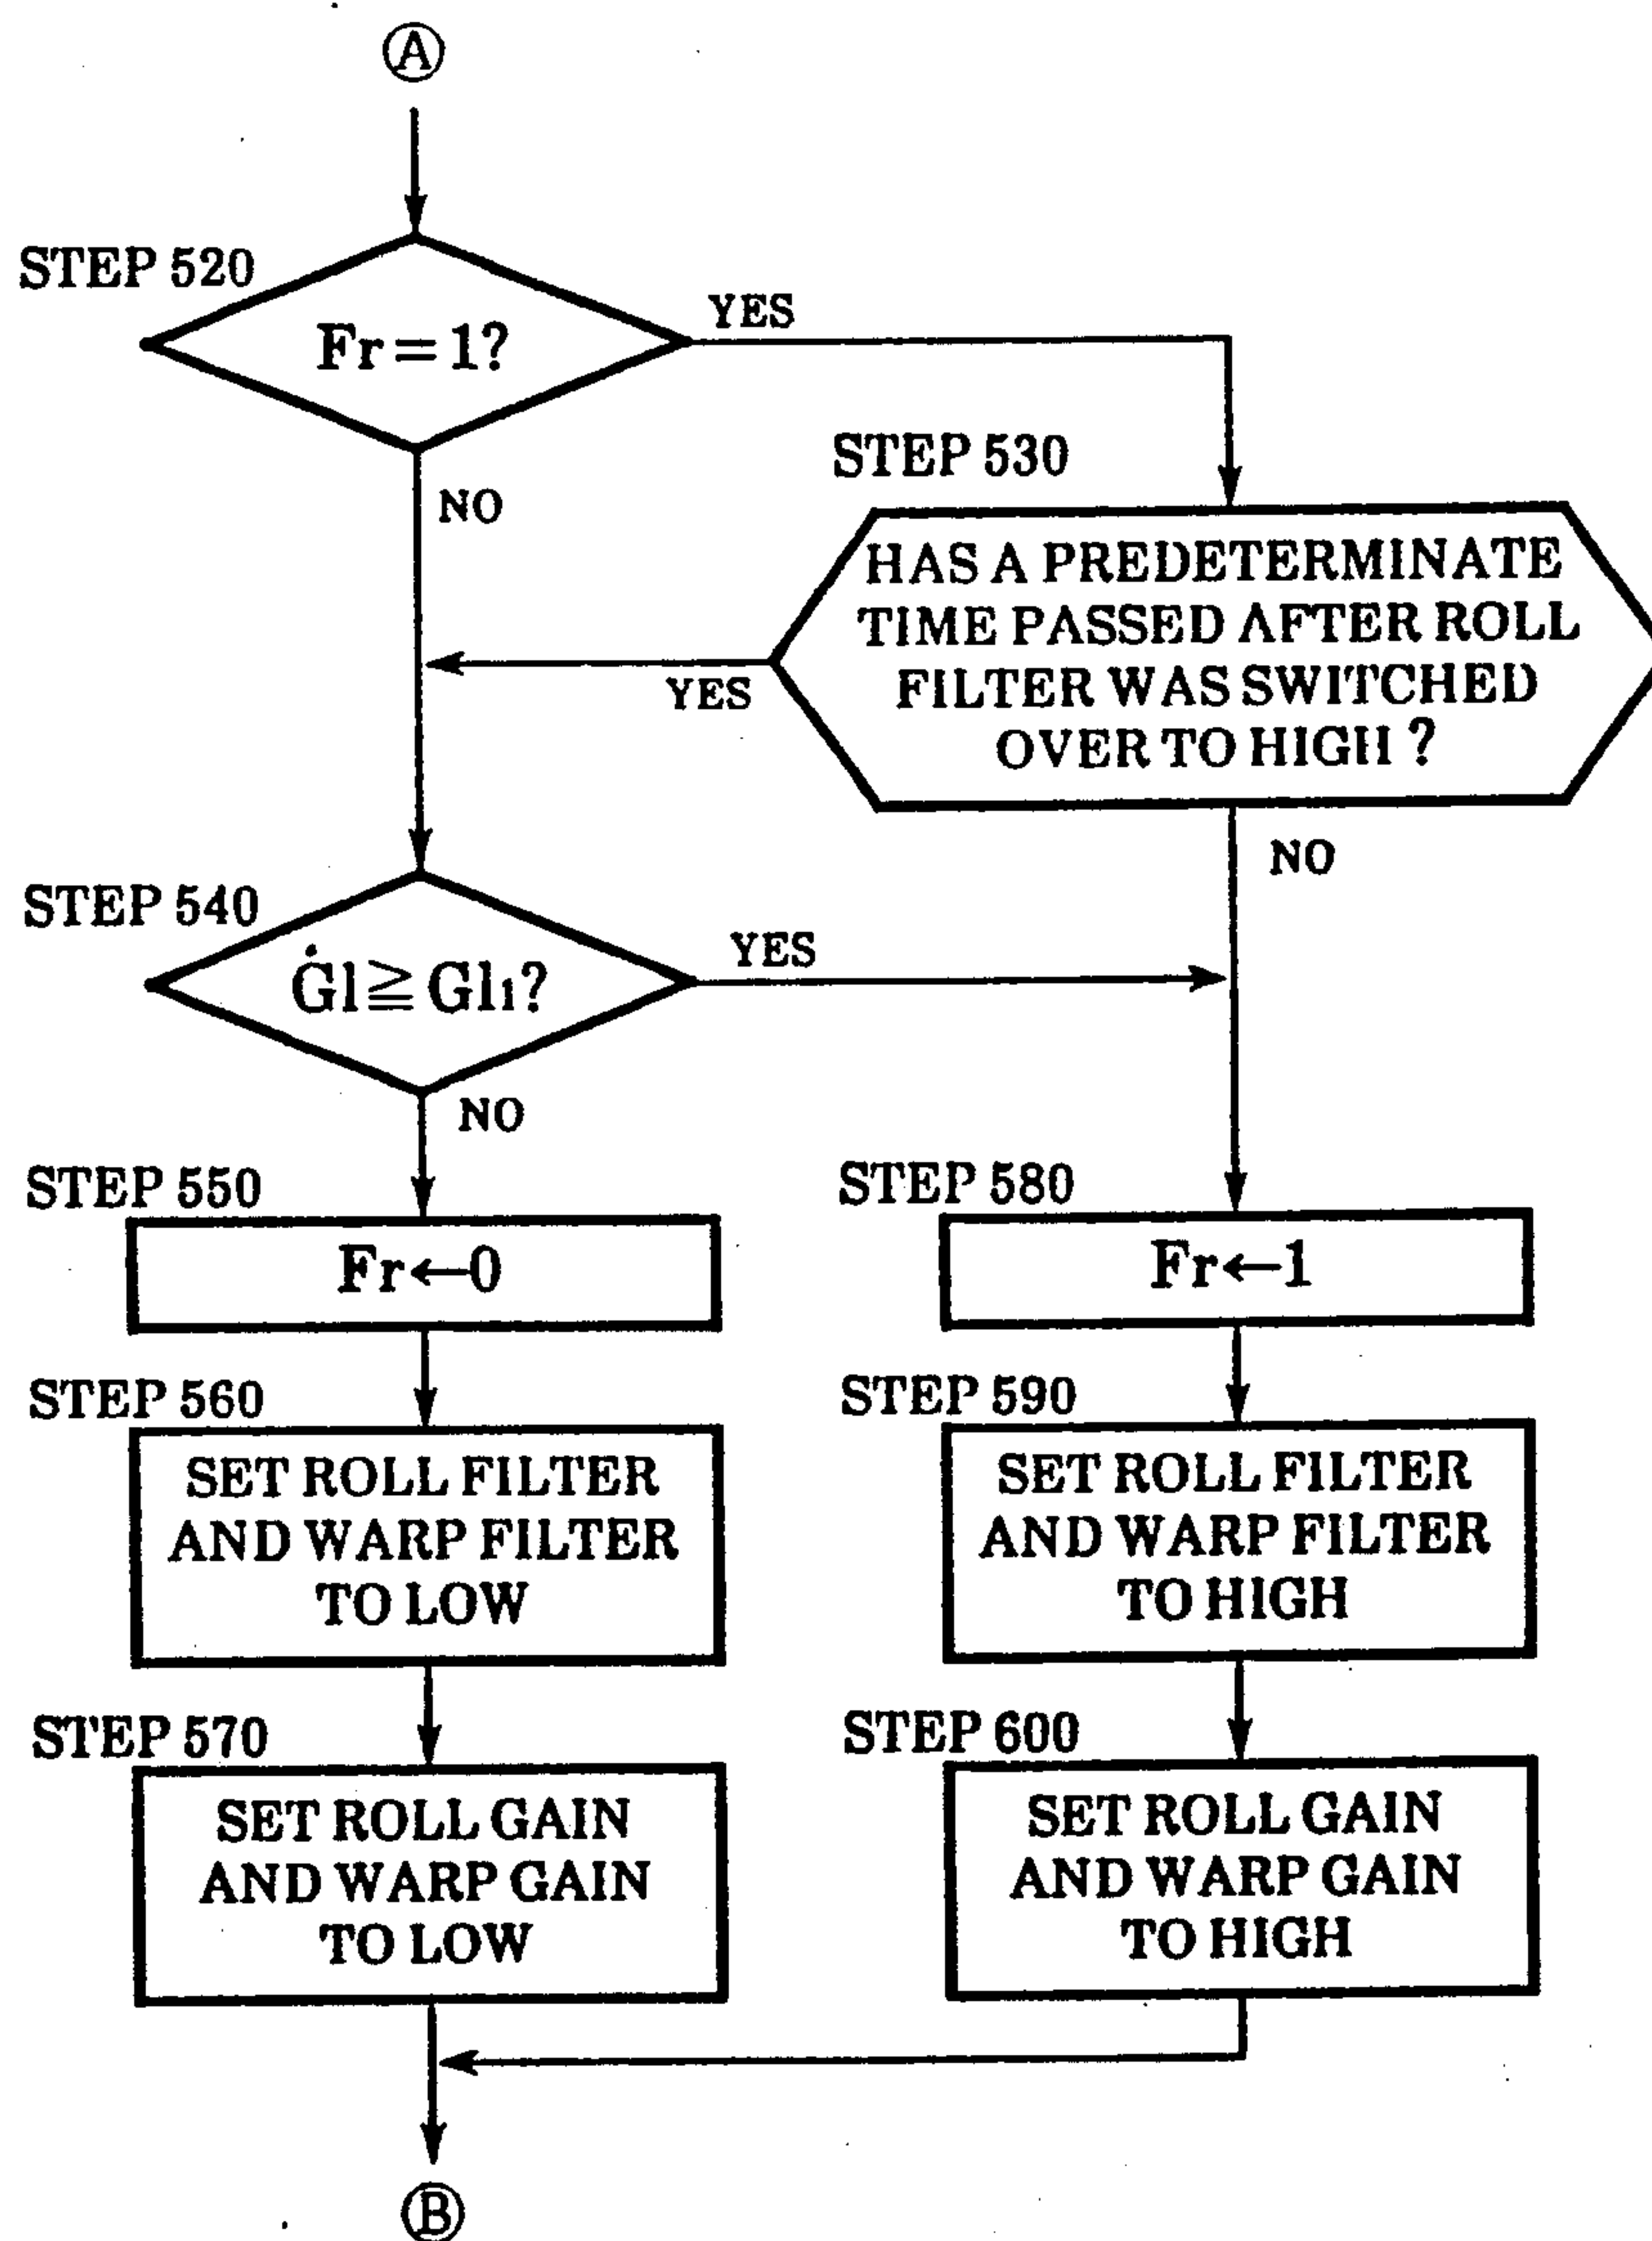 Ⓐ
STEP 520
Fr=1?
YES
NO
STEP 530
HAS A PREDETERMINATE
TIME PASSED AFTER ROLL
FILTER WAS SWITCHED
OVER TO HIGH ?
YES
NO
STEP 540
Ġl≧Gl₁?
YES
NO
STEP 550
Fr←0
STEP 580
Fr←1
STEP 560
SET ROLL FILTER
AND WARP FILTER
TO LOW
STEP 590
SET ROLL FILTER
AND WARP FILTER
TO HIGH
STEP 570
SET ROLL GAIN
AND WARP GAIN
TO LOW
STEP 600
SET ROLL GAIN
AND WARP GAIN
TO HIGH
Ⓑ